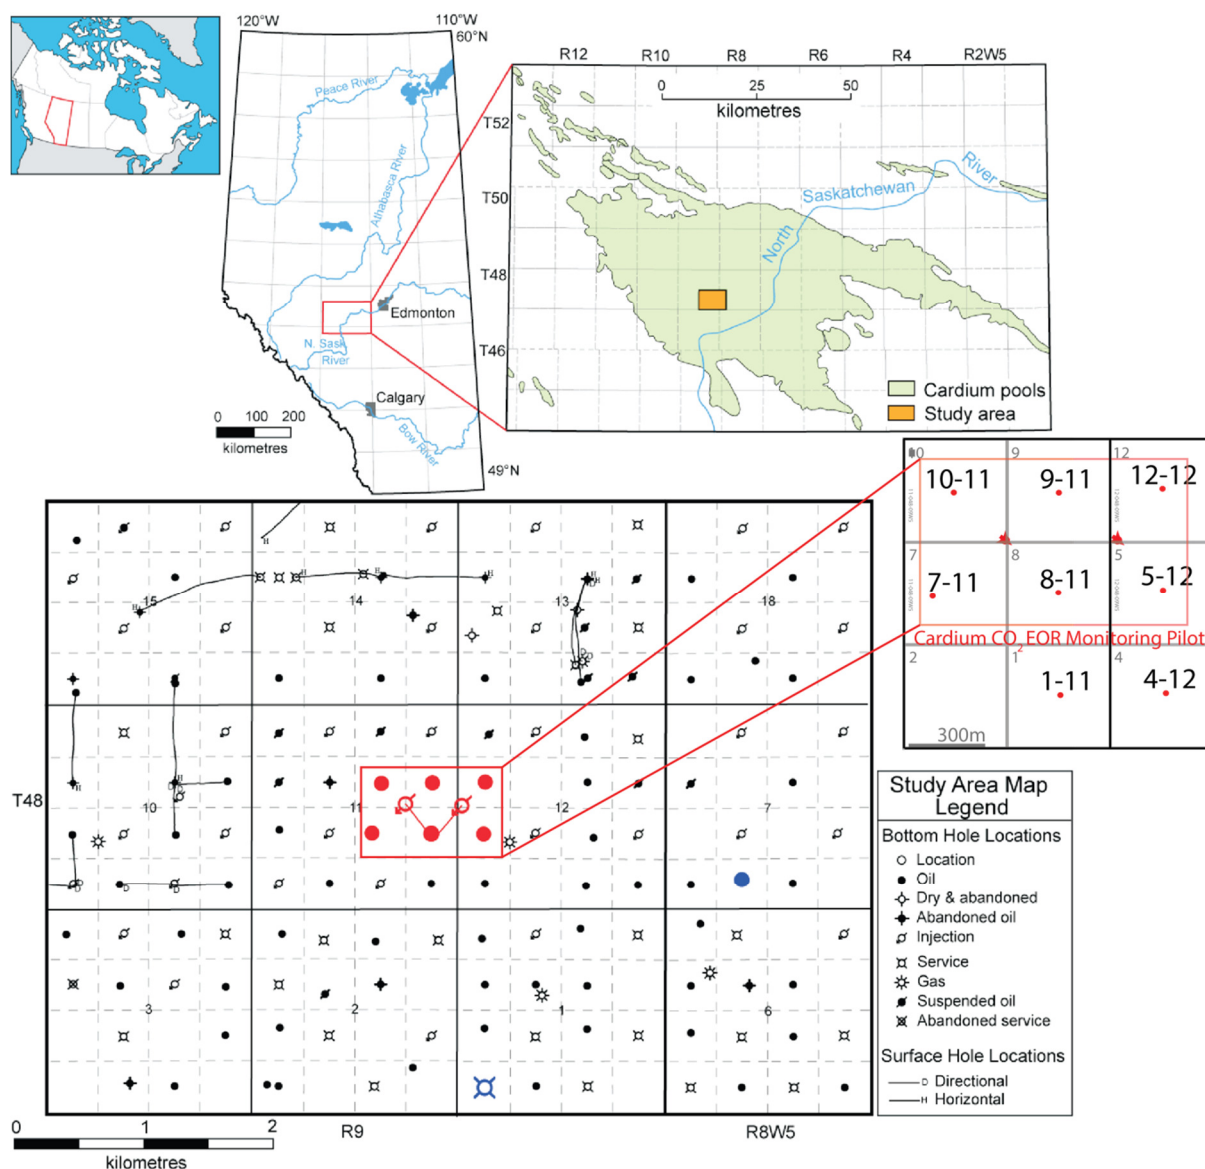 120°W
110°W
60°N
Peace River
Athabasca River
Edmonton
N. Sask.
River
Calgary
Bow River
0 100 200
kilometres
49°N
R12 R10 R8 R6 R4 R2W5
0 25 50
kilometres
T52
T50
T48
T46
North
Saskatchewan
River
Cardium pools
Study area
10 9 12
10-11 9-11 12-12
7 8 5
7-11 8-11 5-12
Cardium CO2 EOR Monitoring Pilot
2 1 4
1-11 4-12
300m
15 14 13 18
T48
10 11 12 7
3 2 1 6
R9 R8W5
0 1 2
kilometres
Study Area Map
Legend
Bottom Hole Locations
Location
Oil
Dry & abandoned
Abandoned oil
Injection
Service
Gas
Suspended oil
Abandoned service
Surface Hole Locations
D Directional
H Horizontal